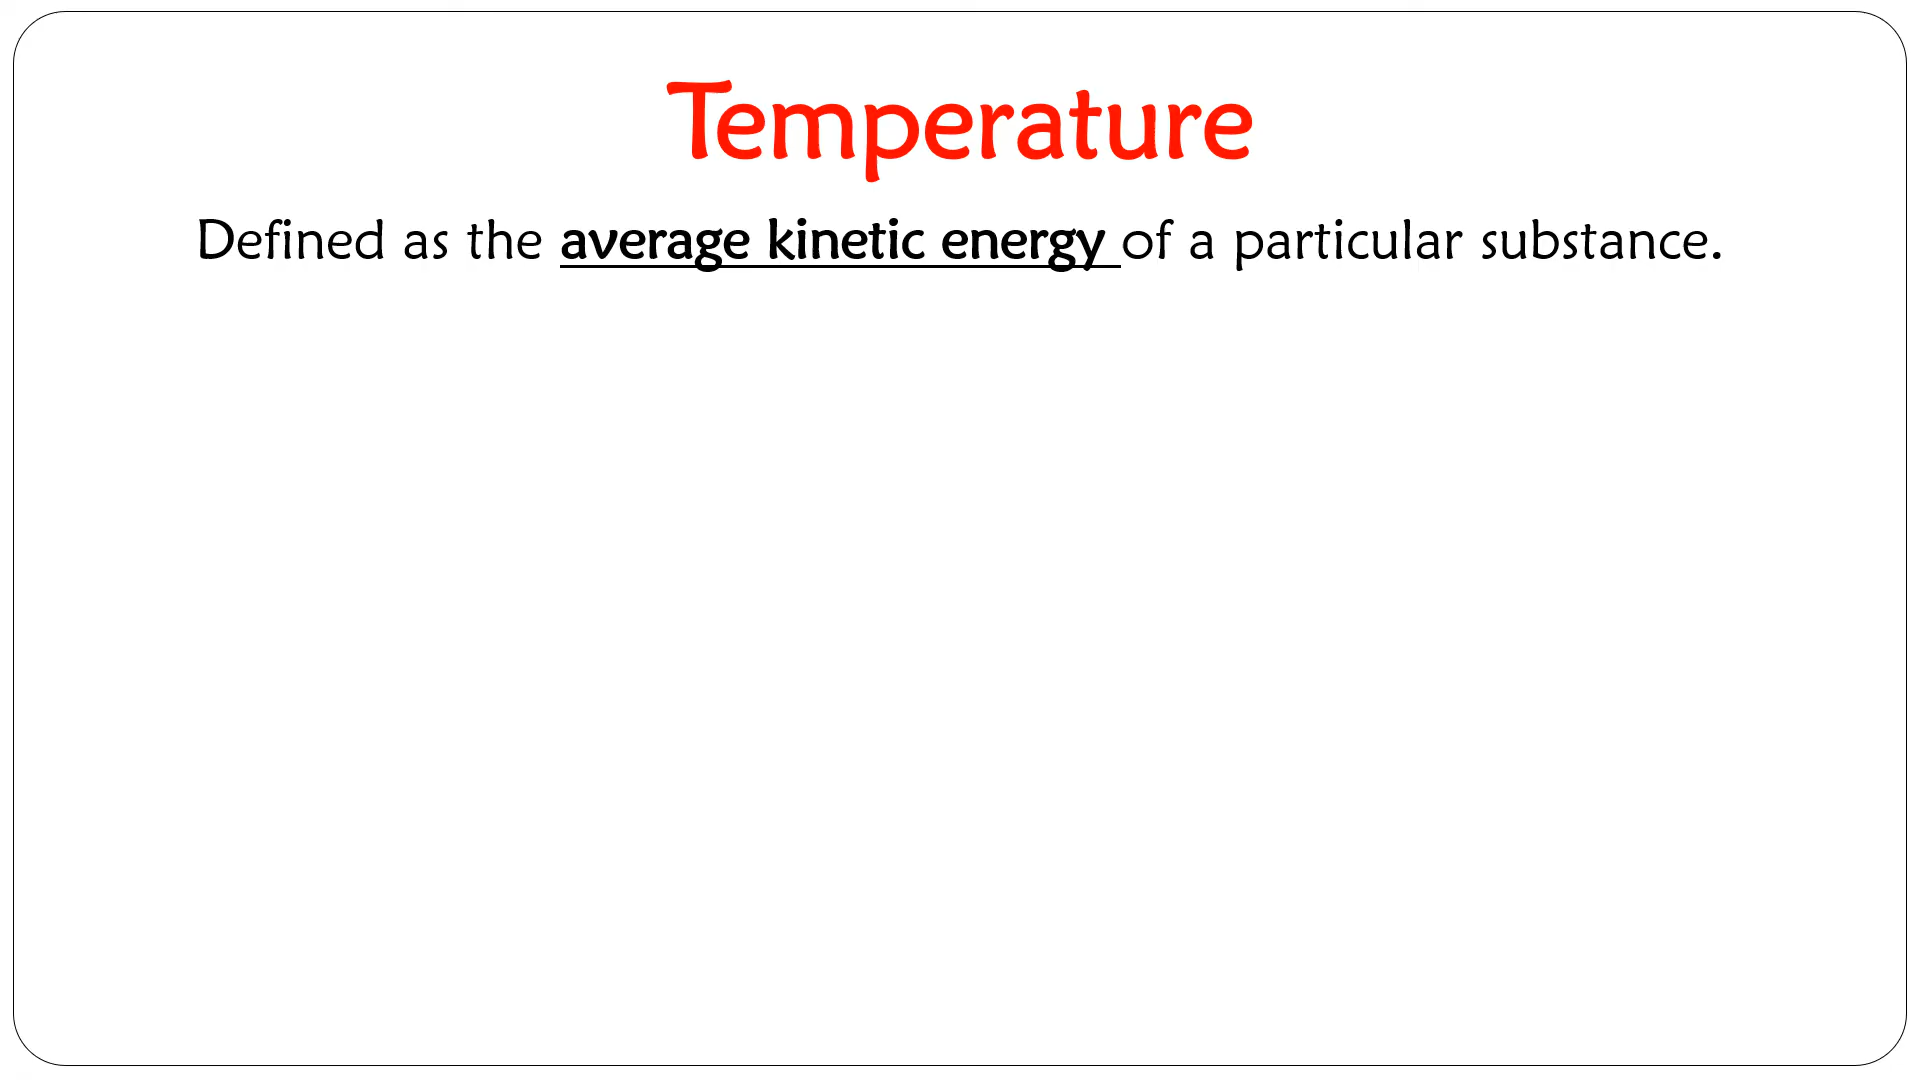 Temperature
Defined as the average kinetic energy of a particular substance.